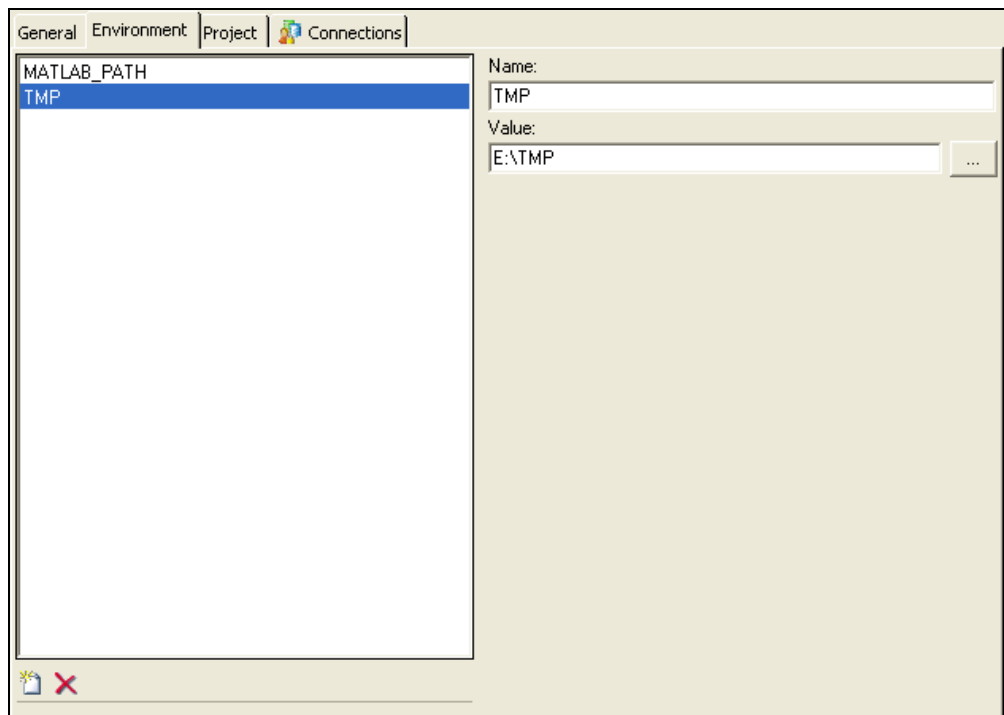 General Environment Project Connections
MATLAB_PATH
TMP
Name:
TMP
Value:
E:\TMP
...